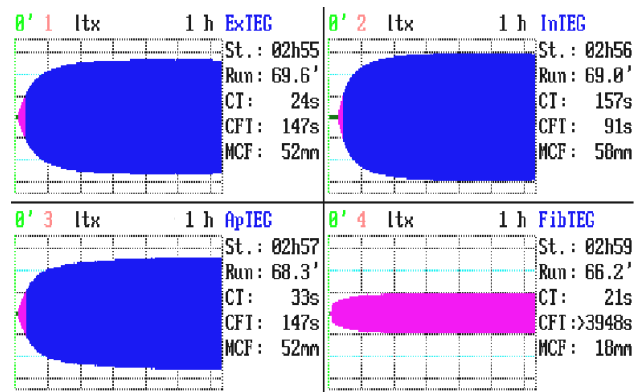 0' 1 ltx 1 h ExTEG
St.: 02h55
Run: 69.6'
CT: 24s
CFT: 147s
MCF: 52mm
0' 2 ltx 1 h InTEG
St.: 02h56
Run: 69.0'
CT: 157s
CFT: 91s
MCF: 58mm
0' 3 ltx 1 h ApTEG
St.: 02h57
Run: 68.3'
CT: 33s
CFT: 147s
MCF: 52mm
0' 4 ltx 1 h FibTEG
St.: 02h59
Run: 66.2'
CT: 21s
CFT:>3948s
MCF: 18mm